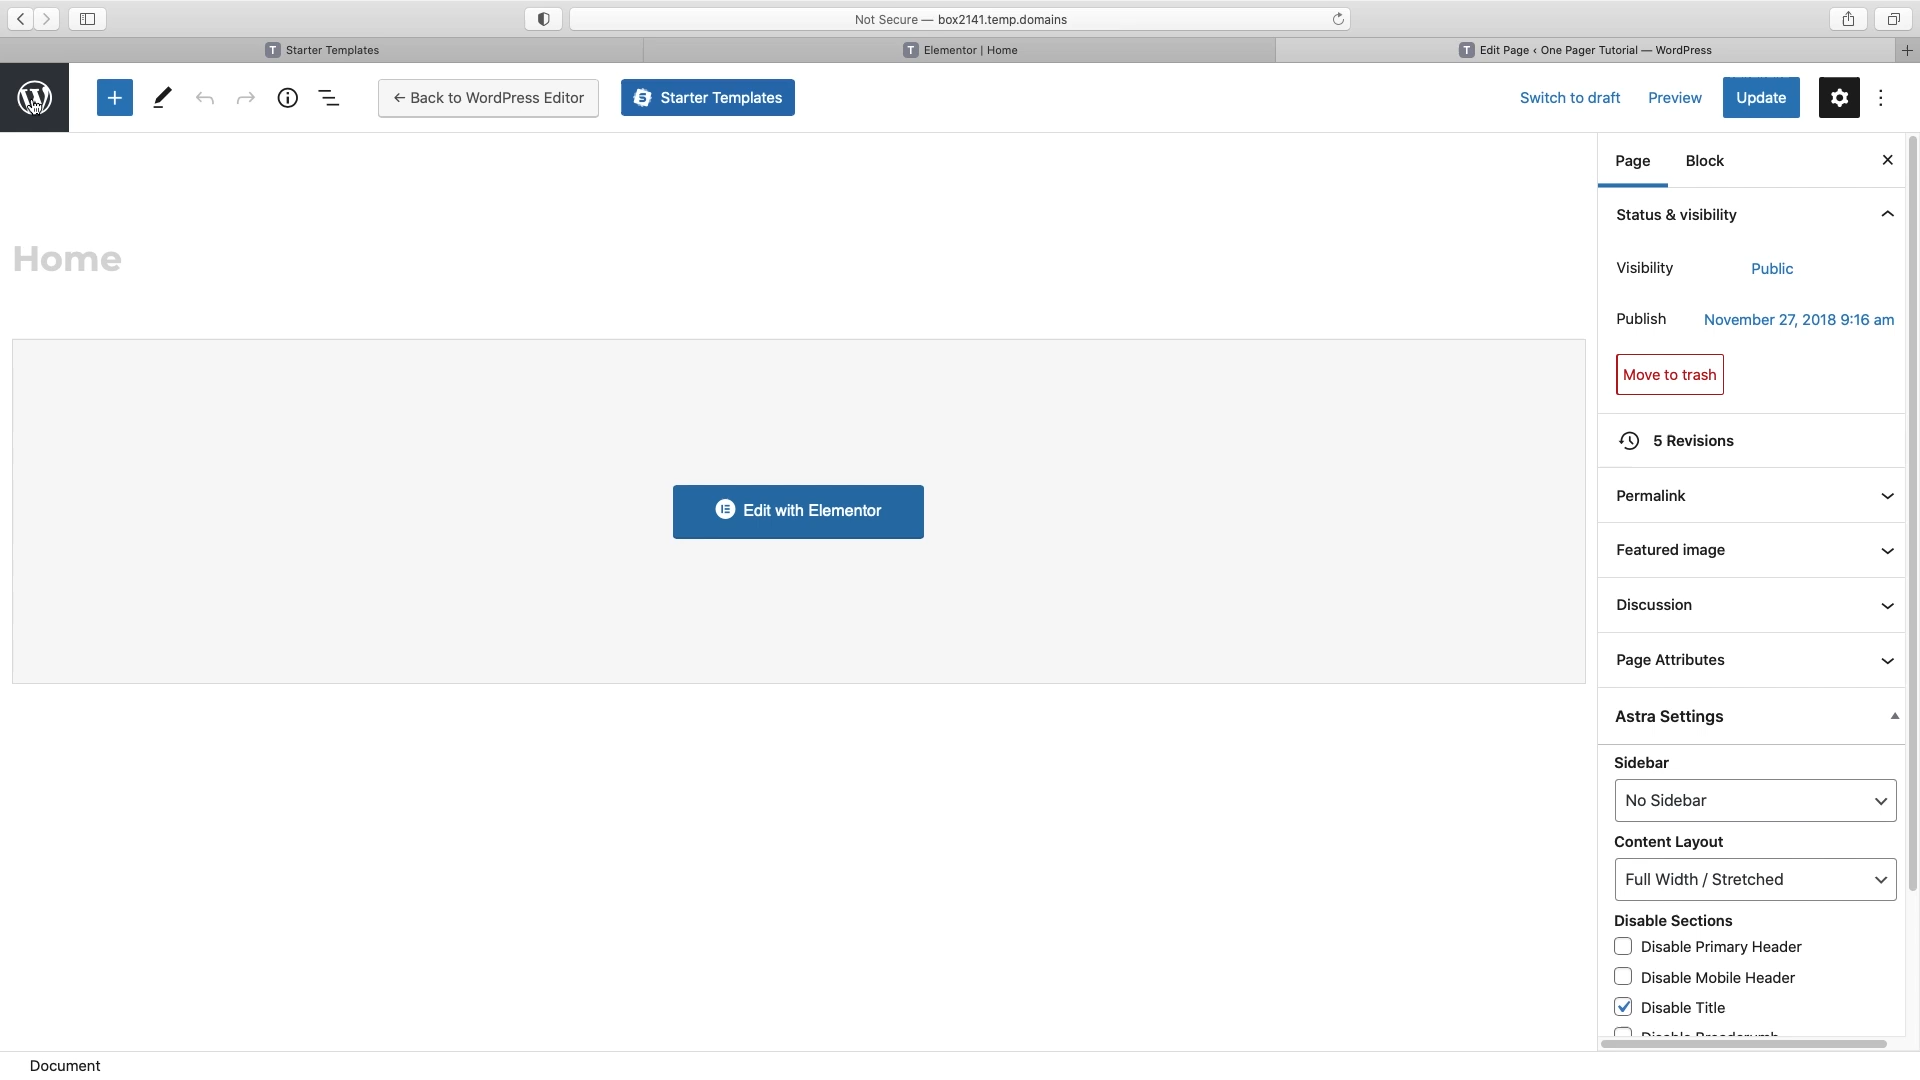 Not Secure — box2141.temp.domains
T Starter Templates
T Elementor | Home
T Edit Page ‹ One Pager Tutorial — WordPress
← Back to WordPress Editor
Starter Templates
Switch to draft
Preview
Update
Page
Block
Status & visibility
Home
Visibility Public
Publish November 27, 2018 9:16 am
Move to trash
5 Revisions
Permalink
Edit with Elementor
Featured image
Discussion
Page Attributes
Astra Settings
Sidebar
No Sidebar
Content Layout
Full Width / Stretched
Disable Sections
Disable Primary Header
Disable Mobile Header
Disable Title
Document